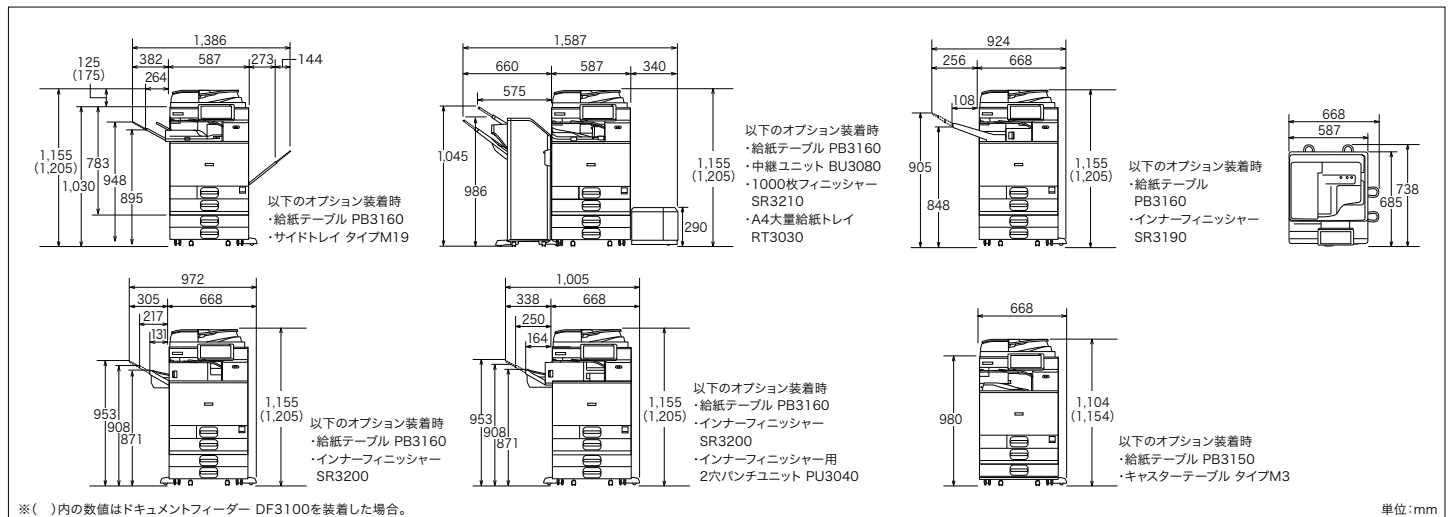 1,386
382
587
273
144
125
(175)
264
1,155
(1,205)
1,030
783
948
895
以下のオプション装着時
・給紙テーブル PB3160
・サイドトレイ タイプM19
1,587
660
587
340
575
1,045
986
1,155
(1,205)
290
以下のオプション装着時
・給紙テーブル PB3160
・中継ユニット BU3080
・1000枚フィニッシャー
SR3210
・A4大量給紙トレイ
RT3030
924
256
668
108
905
848
1,155
(1,205)
以下のオプション装着時
・給紙テーブル
PB3160
・インナーフィニッシャー
SR3190
668
587
738
685
972
305
668
217
131
953
908
871
1,155
(1,205)
以下のオプション装着時
・給紙テーブル PB3160
・インナーフィニッシャー
SR3200
1,005
338
668
250
164
953
908
871
1,155
(1,205)
以下のオプション装着時
・給紙テーブル PB3160
・インナーフィニッシャー
SR3200
・インナーフィニッシャー用
2穴パンチユニット PU3040
668
980
1,104
(1,154)
以下のオプション装着時
・給紙テーブル PB3150
・キャスターテーブル タイプM3
※( )内の数値はドキュメントフィーダー DF3100を装着した場合。
単位:mm